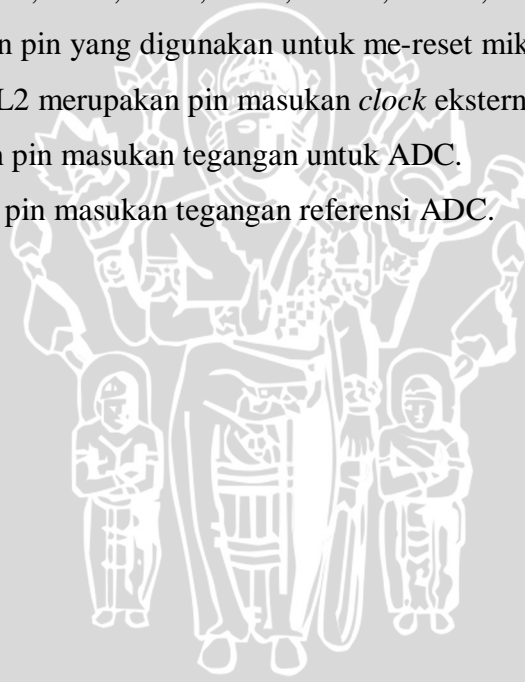 n pin yang digunakan untuk me-reset mik
L2 merupakan pin masukan clock ekstern
n pin masukan tegangan untuk ADC.
pin masukan tegangan referensi ADC.